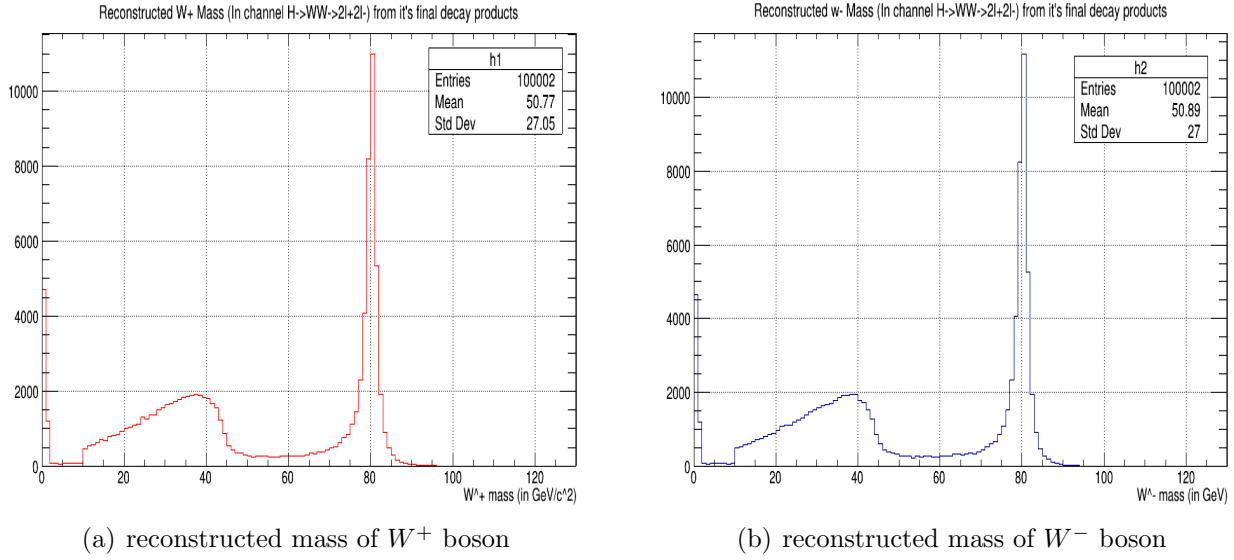 Reconstructed W+ Mass (In channel H->WW->2l+2l-) from it's final decay products
h1
Entries 100002
Mean 50.77
Std Dev 27.05
10000
8000
6000
4000
2000
0
0 20 40 60 80 100 120
W^+ mass (in GeV/c^2)
(a) reconstructed mass of W⁺ boson
Reconstructed w- Mass (In channel H->WW->2l+2l-) from it's final decay products
h2
Entries 100002
Mean 50.89
Std Dev 27
10000
8000
6000
4000
2000
0
0 20 40 60 80 100 120
W^- mass (in GeV)
(b) reconstructed mass of W⁻ boson